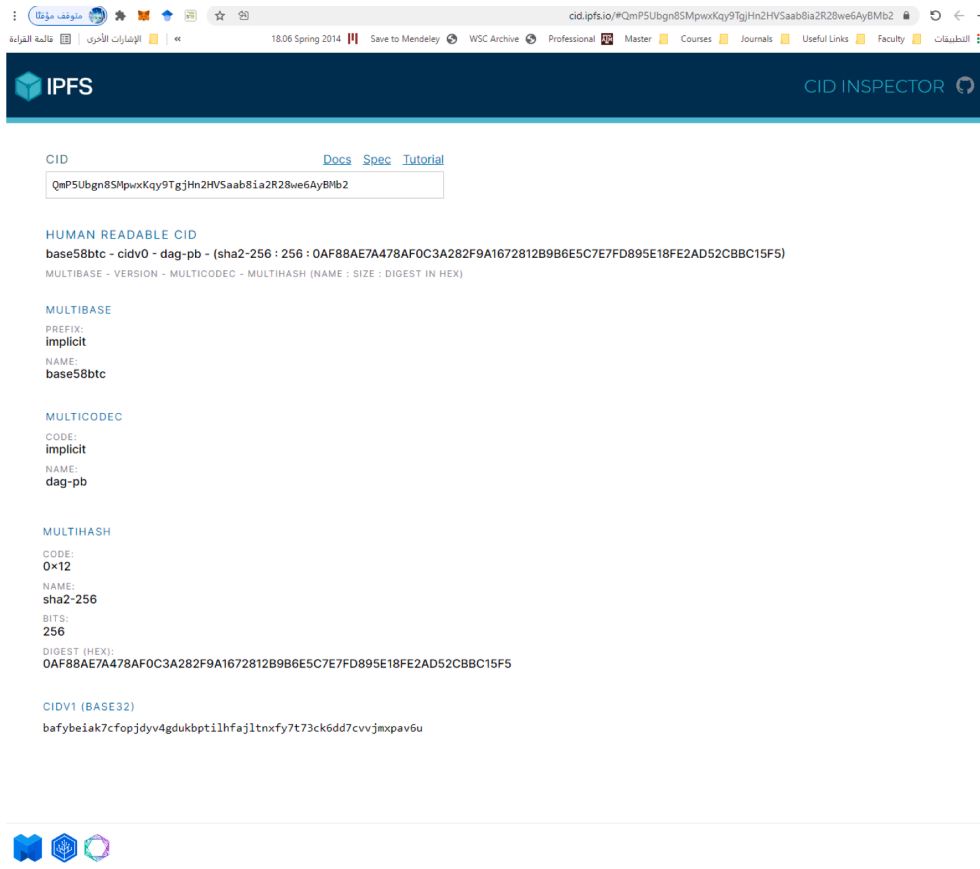 متوقف مؤقتًا
cid.ipfs.io/#QmP5Ubgn8SMpwxKqy9TgjHn2HVSaab8ia2R28we6AyBMb2
قائمة القراءة الإشارات الأخرى » 18.06 Spring 2014 Save to Mendeley WSC Archive Professional Master Courses Journals Useful Links Faculty التطبيقات
IPFS
CID INSPECTOR
CID Docs Spec Tutorial
QmP5Ubgn8SMpwxKqy9TgjHn2HVSaab8ia2R28we6AyBMb2
HUMAN READABLE CID
base58btc - cidv0 - dag-pb - (sha2-256 : 256 : 0AF88AE7A478AF0C3A282F9A1672812B9B6E5C7E7FD895E18FE2AD52CBBC15F5)
MULTIBASE - VERSION - MULTICODEC - MULTIHASH (NAME : SIZE : DIGEST IN HEX)
MULTIBASE
PREFIX:
implicit
NAME:
base58btc
MULTICODEC
CODE:
implicit
NAME:
dag-pb
MULTIHASH
CODE:
0×12
NAME:
sha2-256
BITS:
256
DIGEST (HEX):
0AF88AE7A478AF0C3A282F9A1672812B9B6E5C7E7FD895E18FE2AD52CBBC15F5
CIDV1 (BASE32)
bafybeiak7cfopjdyv4gdukbptilhfajltnxfy7t73ck6dd7cvvjmxpav6u